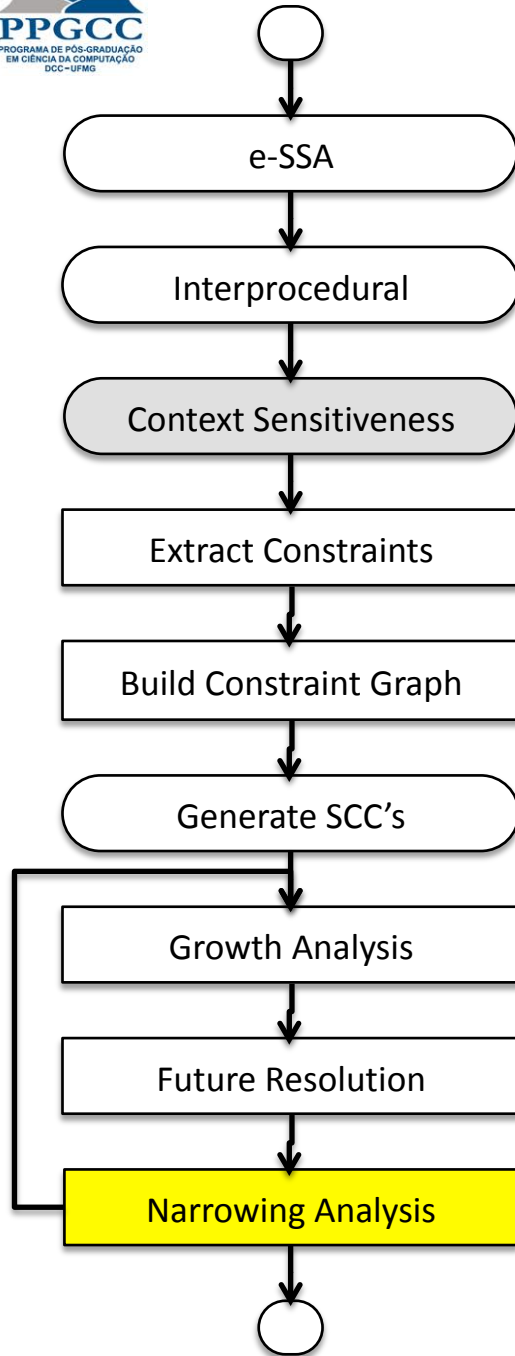 PPGCC
PROGRAMA DE PÓS-GRADUAÇÃO
EM CIÊNCIA DA COMPUTAÇÃO
DCC-UFMG
e-SSA
Interprocedural
Context Sensitiveness
Extract Constraints
Build Constraint Graph
Generate SCC’s
Growth Analysis
Future Resolution
Narrowing Analysis